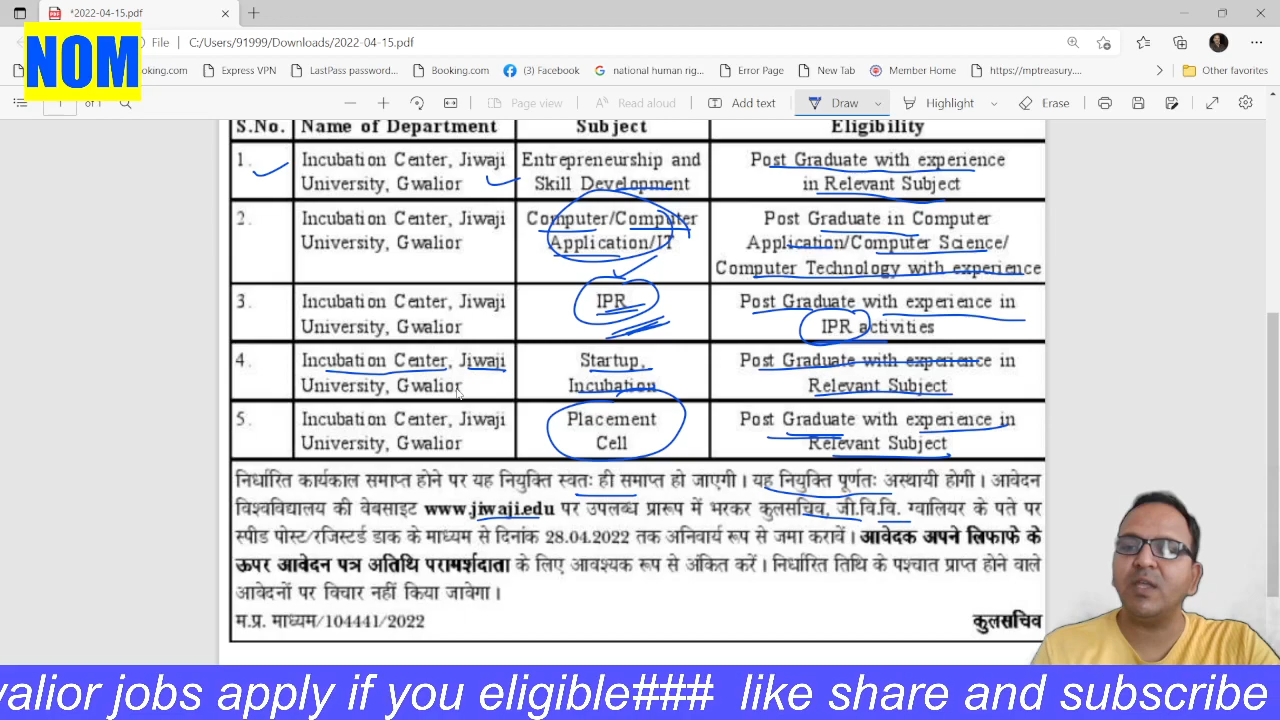 *2022-04-15.pdf
NOM
File C:/Users/91999/Downloads/2022-04-15.pdf
ooking.com Express VPN LastPass password... Booking.com (3) Facebook national human rig... Error Page New Tab Member Home https://mptreasury.... Other favorites
1 of 1 Page view Read aloud Add text Draw Highlight Erase
S.No. Name of Department Subject Eligibility
1. Incubation Center, Jiwaji Entrepreneurship and Post Graduate with experience
University, Gwalior Skill Development in Relevant Subject
2. Incubation Center, Jiwaji Computer/Computer Post Graduate in Computer
University, Gwalior Application/IT Application/Computer Science/
Computer Technology with experience
3. Incubation Center, Jiwaji IPR Post Graduate with experience in
University, Gwalior IPR activities
4. Incubation Center, Jiwaji Startup, Post Graduate with experience in
University, Gwalior Incubation Relevant Subject
5. Incubation Center, Jiwaji Placement Post Graduate with experience in
University, Gwalior Cell Relevant Subject
निर्धारित कार्यकाल समाप्त होने पर यह नियुक्ति स्वतः ही समाप्त हो जाएगी। यह नियुक्ति पूर्णतः अस्थायी होगी। आवेदन
विश्वविद्यालय की वेबसाइट www.jiwaji.edu पर उपलब्ध प्रारूप में भरकर कुलसचिव, जी.वि.वि. ग्वालियर के पते पर
स्पीड पोस्ट/रजिस्टर्ड डाक के माध्यम से दिनांक 28.04.2022 तक अनिवार्य रूप से जमा करावें। आवेदक अपने लिफाफे के
ऊपर आवेदन पत्र अतिथि परामर्शदाता के लिए आवश्यक रूप से अंकित करें। निर्धारित तिथि के पश्चात प्राप्त होने वाले
आवेदनों पर विचार नहीं किया जावेगा।
म.प्र. माध्यम/104441/2022 कुलसचिव
walior jobs apply if you eligible### like share and subscribe